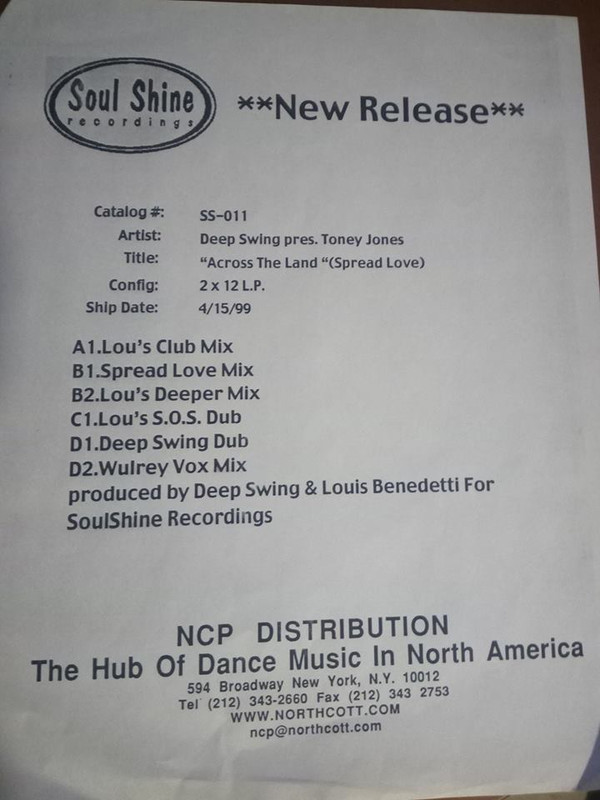 Soul Shine
recordings
**New Release**
Catalog #: SS-011
Artist: Deep Swing pres. Toney Jones
Title: “Across The Land “(Spread Love)
Config: 2 x 12 L.P.
Ship Date: 4/15/99
A1.Lou's Club Mix
B1.Spread Love Mix
B2.Lou's Deeper Mix
C1.Lou's S.O.S. Dub
D1.Deep Swing Dub
D2.Wulrey Vox Mix
produced by Deep Swing & Louis Benedetti For
SoulShine Recordings
NCP DISTRIBUTION
The Hub Of Dance Music In North America
594 Broadway New York, N.Y. 10012
Tel (212) 343-2660 Fax (212) 343 2753
WWW.NORTHCOTT.COM
ncp@northcott.com